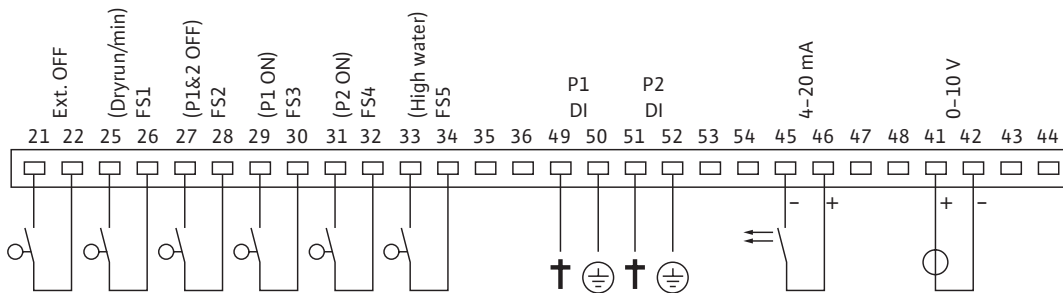 Ext. OFF
(Dryrun/min)
FS1
(P1&2 OFF)
FS2
(P1 ON)
FS3
(P2 ON)
FS4
(High water)
FS5
P1
DI
P2
DI
4–20 mA
0–10 V
21 22 25 26 27 28 29 30 31 32 33 34 35 36 49 50 51 52 53 54 45 46 47 48 41 42 43 44
– + + –